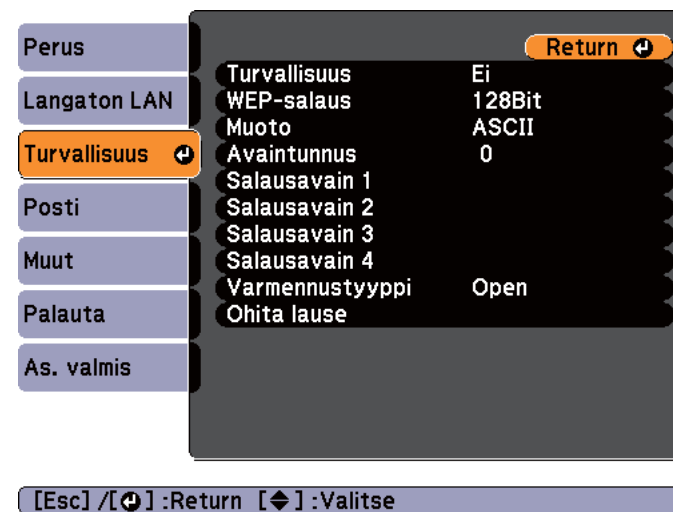 Perus
Langaton LAN
Turvallisuus
Posti
Muut
Palauta
As. valmis
Return
Turvallisuus Ei
WEP-salaus 128Bit
Muoto ASCII
Avaintunnus 0
Salausavain 1
Salausavain 2
Salausavain 3
Salausavain 4
Varmennustyyppi Open
Ohita lause
[Esc] /[⏎] :Return [◆] :Valitse